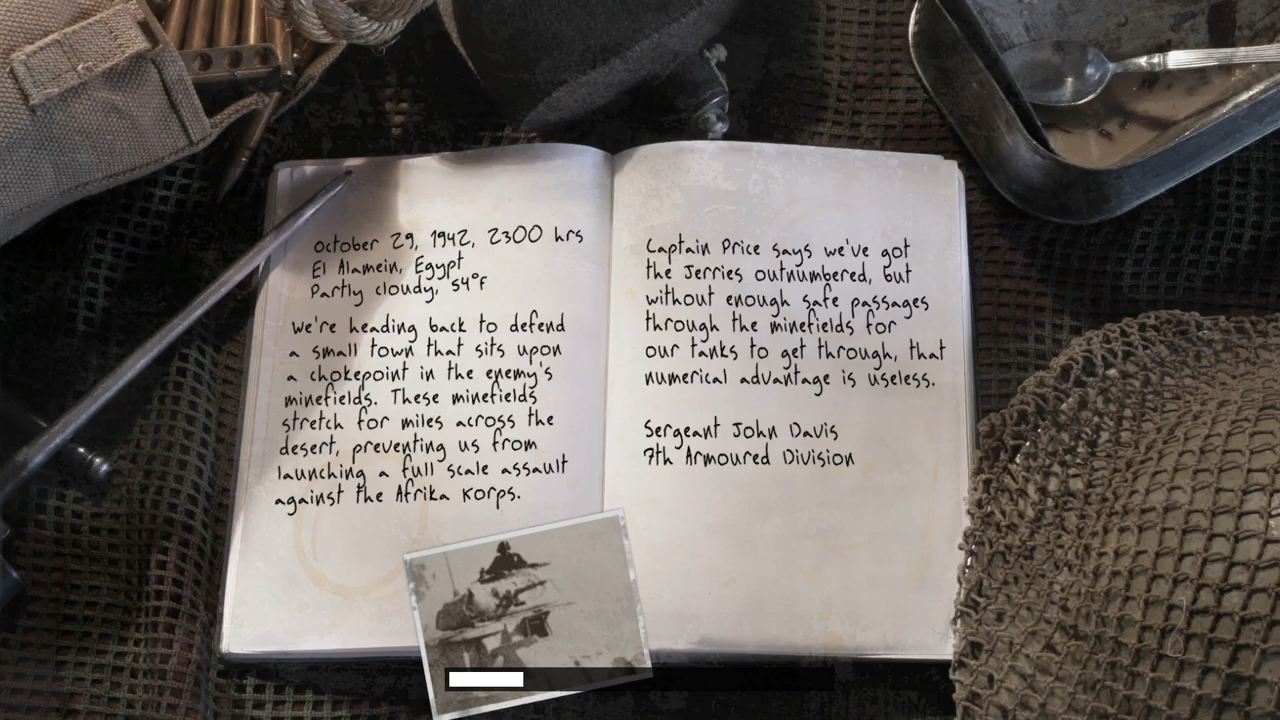 October 29, 1942, 2300 hrs
El Alamein, Egypt
Partly cloudy, 54°F
We're heading back to defend
a small town that sits upon
a chokepoint in the enemy's
minefields. These minefields
stretch for miles across the
desert, preventing us from
launching a full scale assault
against the Afrika Korps.
Captain Price says we've got
the Jerries outnumbered, but
without enough safe passages
through the minefields for
our tanks to get through, that
numerical advantage is useless.
Sergeant John Davis
7th Armoured Division